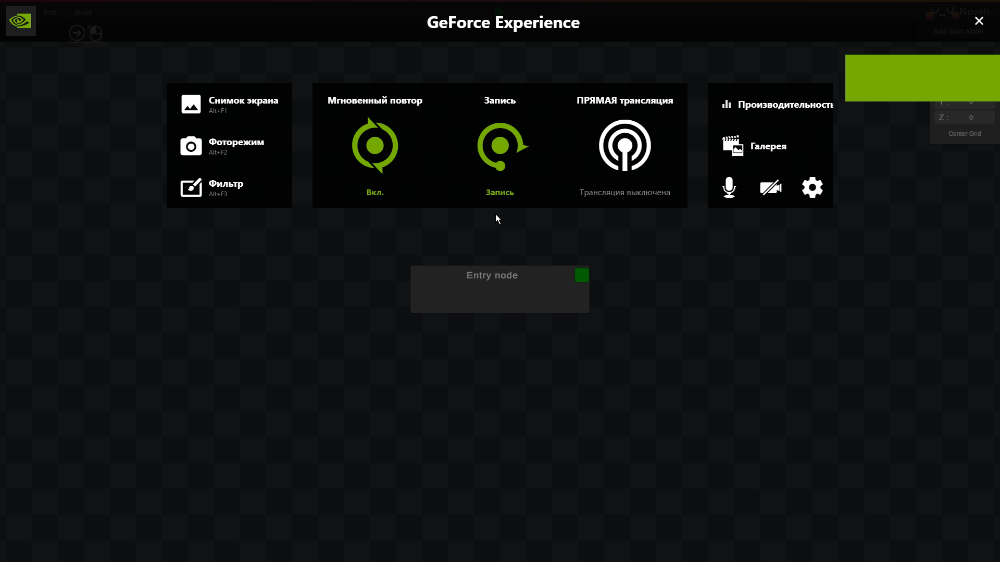 Edit Build
GeForce Experience
Novels
Add Start Node
Снимок экрана
Alt+F1
Фоторежим
Alt+F2
Фильтр
Alt+F3
Мгновенный повтор
Вкл.
Запись
Запись
ПРЯМАЯ трансляция
Трансляция выключена
Производительность
Галерея
Y : 0
Z : 0
Center Grid
Entry node